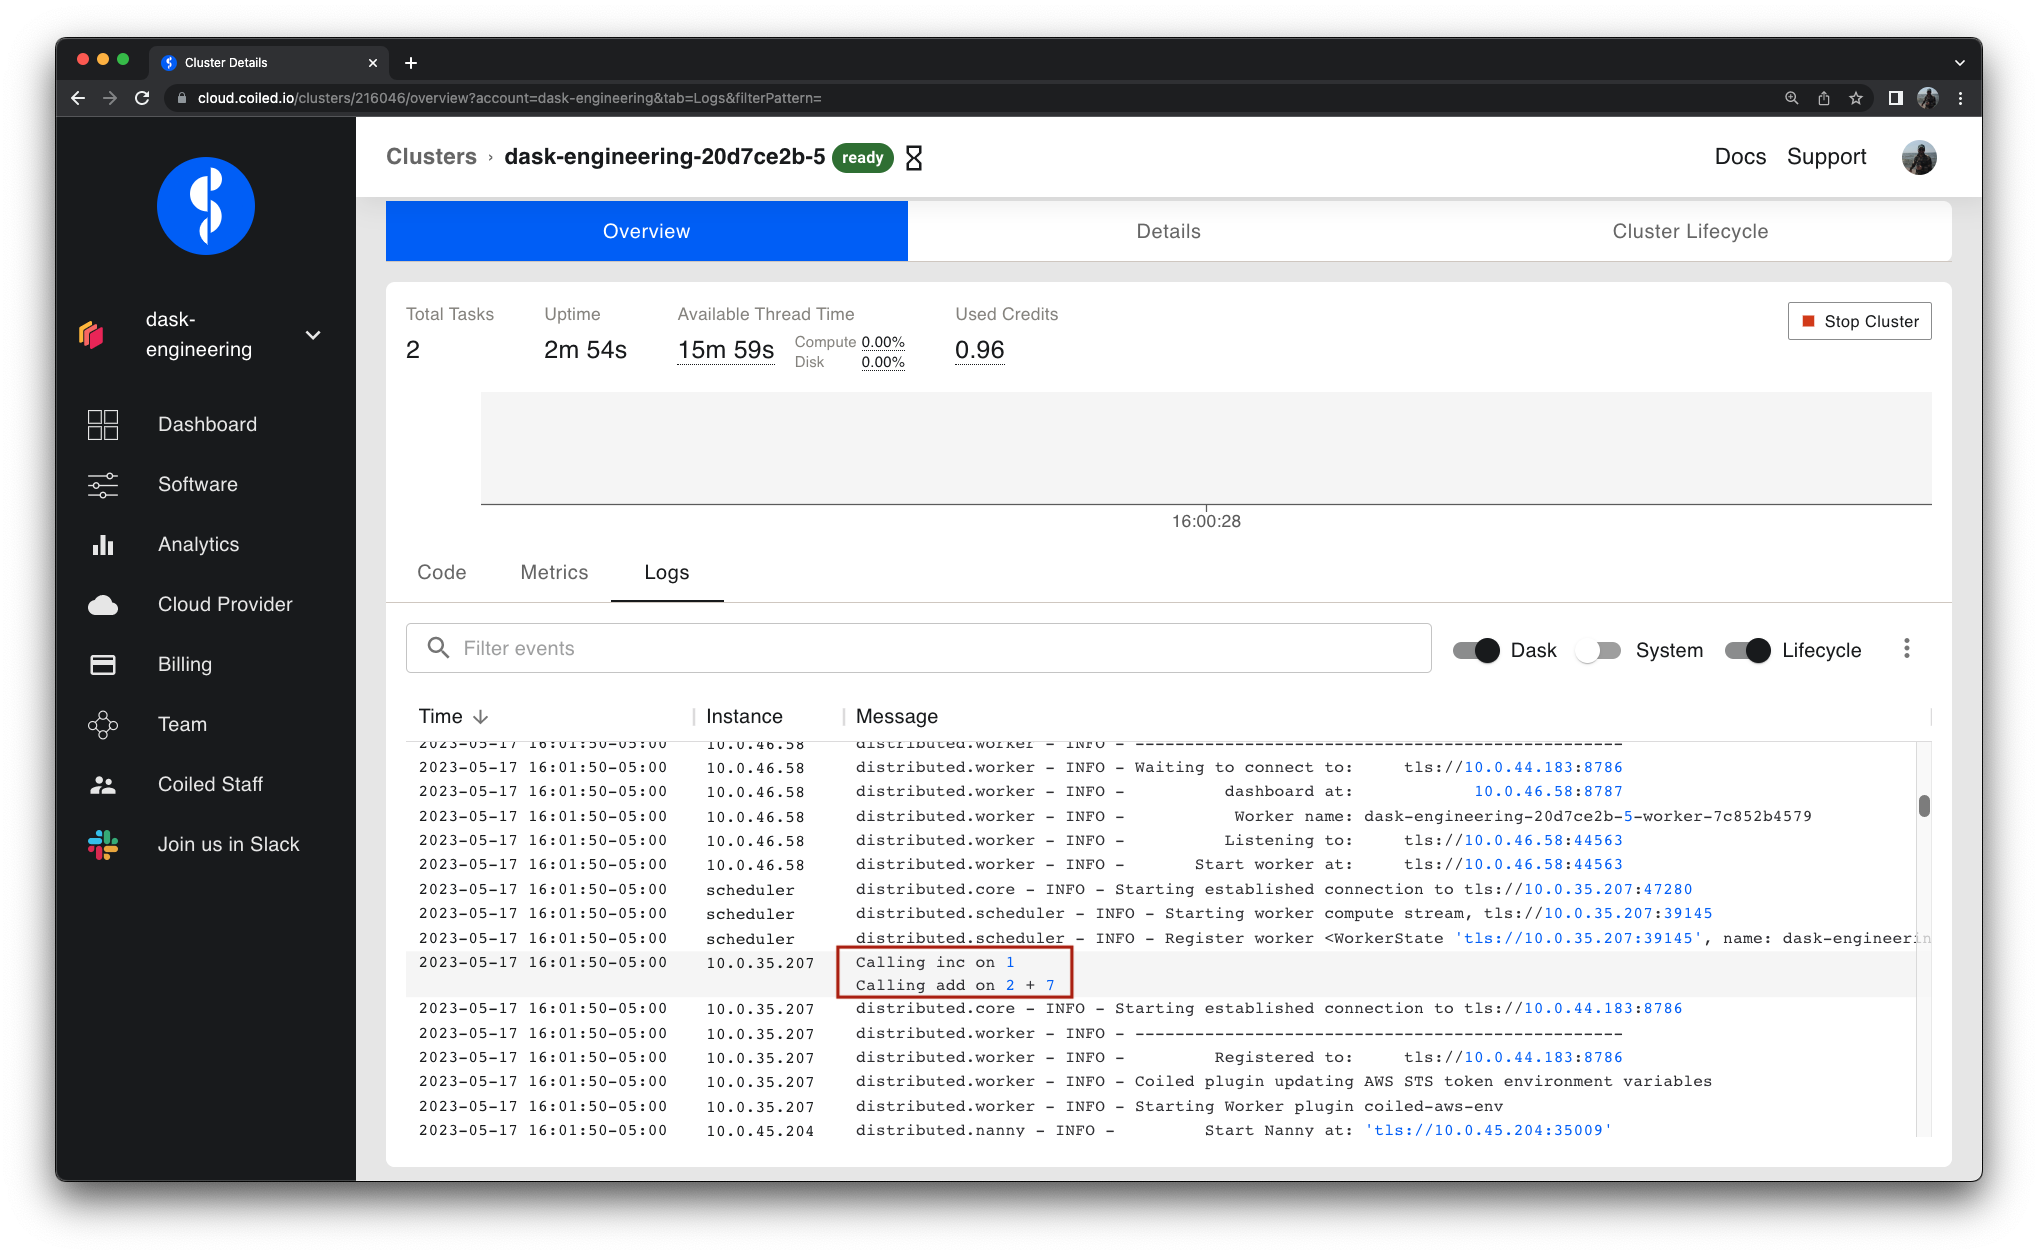 Cluster Details
cloud.coiled.io/clusters/216046/overview?account=dask-engineering&tab=Logs&filterPattern=
Clusters › dask-engineering-20d7ce2b-5 ready
Docs Support
dask-
engineering
Dashboard
Software
Analytics
Cloud Provider
Billing
Team
Coiled Staff
Join us in Slack
Overview Details Cluster Lifecycle
Total Tasks Uptime Available Thread Time Used Credits
2 2m 54s 15m 59s Compute 0.00% 0.96
Disk 0.00%
Stop Cluster
16:00:28
Code Metrics Logs
Filter events
Dask System Lifecycle
Time Instance Message
2023-05-17 16:01:50-05:00 10.0.46.58 distributed.worker - INFO - -------------------------------------------------
2023-05-17 16:01:50-05:00 10.0.46.58 distributed.worker - INFO - Waiting to connect to: tls://10.0.44.183:8786
2023-05-17 16:01:50-05:00 10.0.46.58 distributed.worker - INFO - dashboard at: 10.0.46.58:8787
2023-05-17 16:01:50-05:00 10.0.46.58 distributed.worker - INFO - Worker name: dask-engineering-20d7ce2b-5-worker-7c852b4579
2023-05-17 16:01:50-05:00 10.0.46.58 distributed.worker - INFO - Listening to: tls://10.0.46.58:44563
2023-05-17 16:01:50-05:00 10.0.46.58 distributed.worker - INFO - Start worker at: tls://10.0.46.58:44563
2023-05-17 16:01:50-05:00 scheduler distributed.core - INFO - Starting established connection to tls://10.0.35.207:47280
2023-05-17 16:01:50-05:00 scheduler distributed.scheduler - INFO - Starting worker compute stream, tls://10.0.35.207:39145
2023-05-17 16:01:50-05:00 scheduler distributed.scheduler - INFO - Register worker <WorkerState 'tls://10.0.35.207:39145', name: dask-engineerin
2023-05-17 16:01:50-05:00 10.0.35.207 Calling inc on 1
Calling add on 2 + 7
2023-05-17 16:01:50-05:00 10.0.35.207 distributed.core - INFO - Starting established connection to tls://10.0.44.183:8786
2023-05-17 16:01:50-05:00 10.0.35.207 distributed.worker - INFO - -------------------------------------------------
2023-05-17 16:01:50-05:00 10.0.35.207 distributed.worker - INFO - Registered to: tls://10.0.44.183:8786
2023-05-17 16:01:50-05:00 10.0.35.207 distributed.worker - INFO - Coiled plugin updating AWS STS token environment variables
2023-05-17 16:01:50-05:00 10.0.35.207 distributed.worker - INFO - Starting Worker plugin coiled-aws-env
2023-05-17 16:01:50-05:00 10.0.45.204 distributed.nanny - INFO - Start Nanny at: 'tls://10.0.45.204:35009'